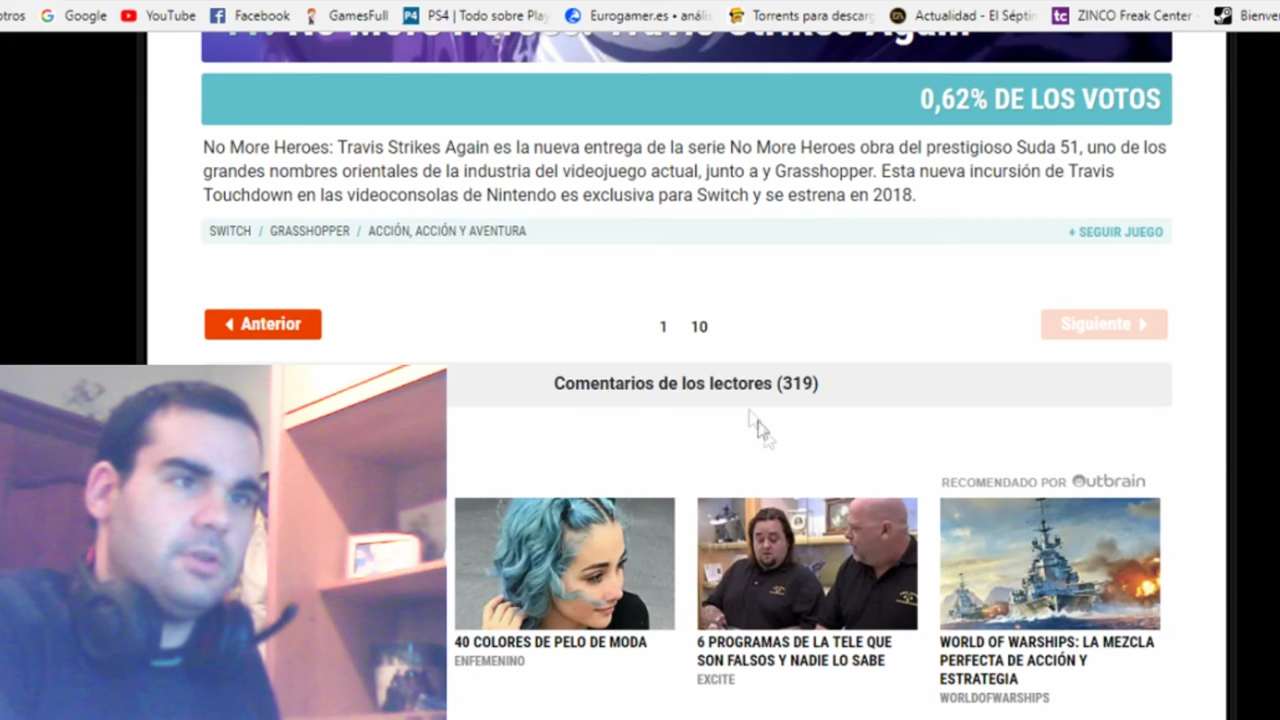 otros Google YouTube Facebook GamesFull PS4 | Todo sobre Play Eurogamer.es • anális Torrents para descarg Actualidad - El Séptim ZINCO Freak Center Bienve
No More Heroes: Travis Strikes Again
0,62% DE LOS VOTOS
No More Heroes: Travis Strikes Again es la nueva entrega de la serie No More Heroes obra del prestigioso Suda 51, uno de los
grandes nombres orientales de la industria del videojuego actual, junto a y Grasshopper. Esta nueva incursión de Travis
Touchdown en las videoconsolas de Nintendo es exclusiva para Switch y se estrena en 2018.
SWITCH / GRASSHOPPER / ACCIÓN, ACCIÓN Y AVENTURA
+ SEGUIR JUEGO
Anterior
1 10
Siguiente
Comentarios de los lectores (319)
RECOMENDADO POR Outbrain
40 COLORES DE PELO DE MODA
ENFEMENINO
6 PROGRAMAS DE LA TELE QUE
SON FALSOS Y NADIE LO SABE
EXCITE
WORLD OF WARSHIPS: LA MEZCLA
PERFECTA DE ACCIÓN Y
ESTRATEGIA
WORLDOFWARSHIPS